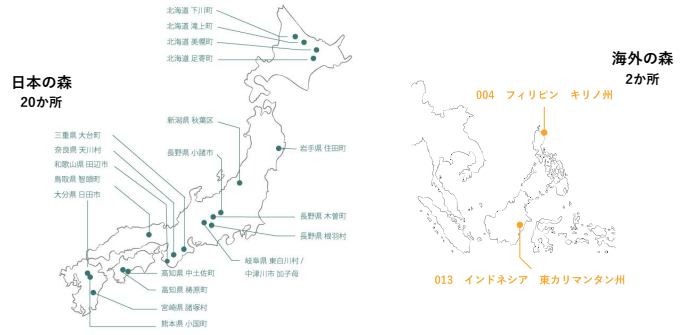 北海道 下川町
北海道 滝上町
北海道 美幌町
北海道 足寄町
日本の森
20か所
新潟県 秋葉区
三重県 大台町
奈良県 天川村
和歌山県 田辺市
鳥取県 智頭町
大分県 日田市
長野県 小諸市
岩手県 住田町
長野県 木曽町
長野県 根羽村
岐阜県 東白川村 /
中津川市 加子母
高知県 中土佐町
高知県 梼原町
宮崎県 諸塚村
熊本県 小国町
海外の森
2か所
004 フィリピン キリノ州
013 インドネシア 東カリマンタン州